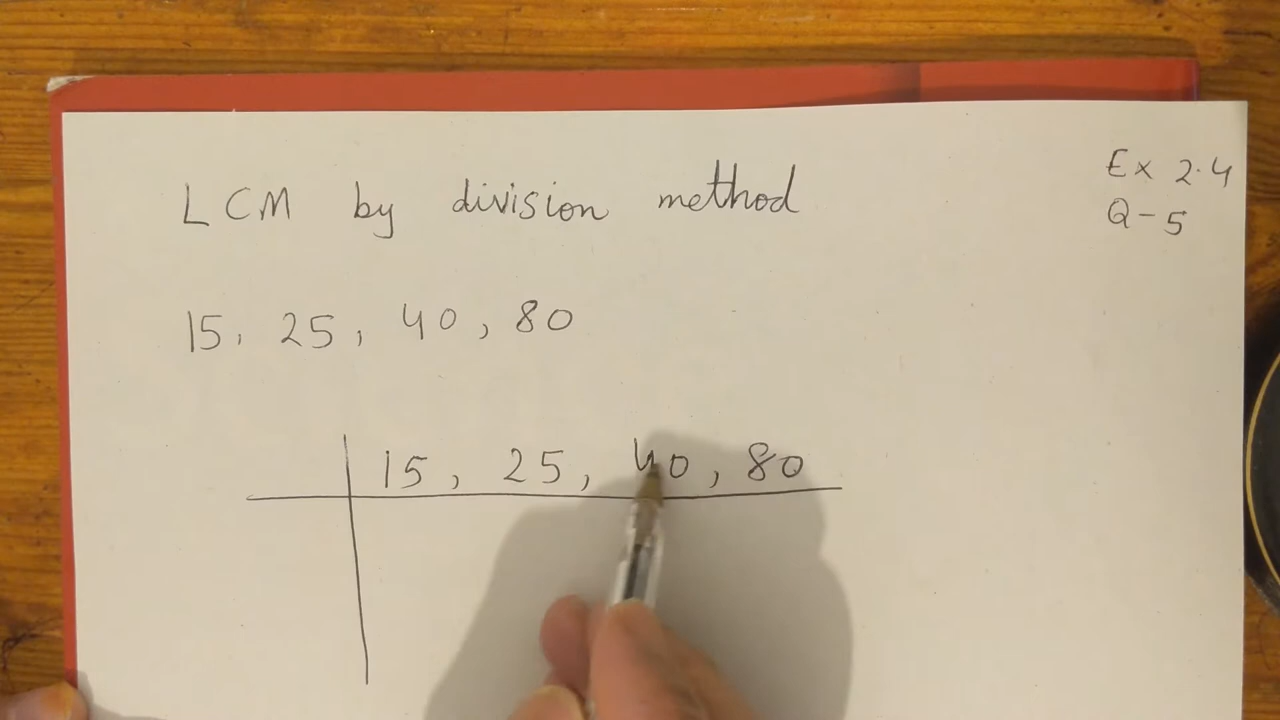 LCM by division method
Ex 2.4
Q-5
15, 25, 40, 80
15, 25, 40, 80